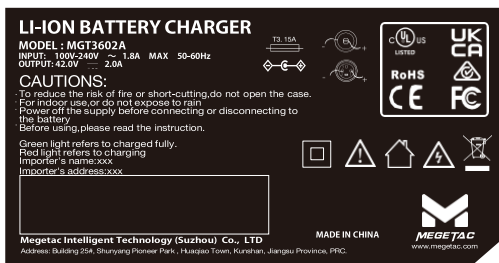 LI-ION BATTERY CHARGER
MODEL : MGT3602A
INPUT: 100V-240V ～ 1.8A MAX 50-60Hz
OUTPUT: 42.0V ⎓ 2.0A
T3. 15A
C UL US
LISTED
UK
CA
RoHS
CE FC
CAUTIONS:
· To reduce the risk of fire or short-cutting,do not open the case.
· For indoor use,or do not expose to rain
· Power off the supply before connecting or disconnecting to
the battery
· Before using,please read the instruction.
Green light refers to charged fully.
Red light refers to charging
Importer's name:xxx
Importer's address:xxx
Megetac Intelligent Technology (Suzhou) Co., LTD
MADE IN CHINA
Address: Building 25#, Shunyang Pioneer Park , Huaqiao Town, Kunshan, Jiangsu Province, PRC.
MEGETAC
www.megetac.com